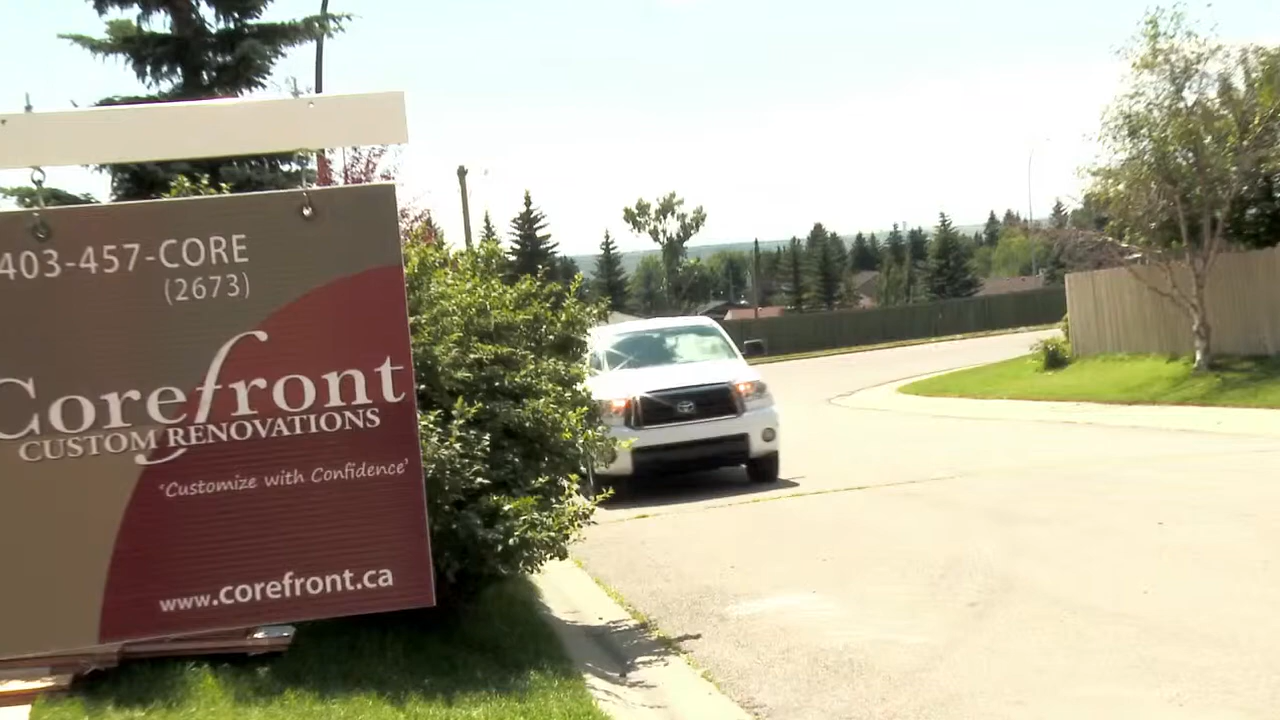 403-457-CORE
(2673)
Corefront
CUSTOM RENOVATIONS
'Customize with Confidence'
www.corefront.ca